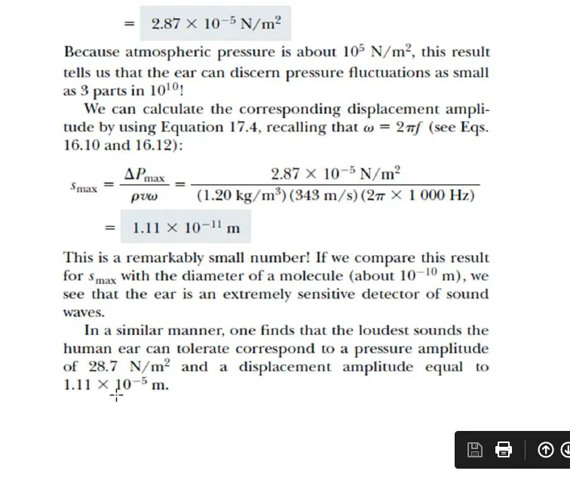 = 2.87 × 10⁻⁵ N/m²
Because atmospheric pressure is about 10⁵ N/m², this result
tells us that the ear can discern pressure fluctuations as small
as 3 parts in 10¹⁰!
We can calculate the corresponding displacement ampli-
tude by using Equation 17.4, recalling that ω = 2πf (see Eqs.
16.10 and 16.12):
s_max = ΔP_max / ρvω = 2.87 × 10⁻⁵ N/m² / (1.20 kg/m³)(343 m/s)(2π × 1 000 Hz)
= 1.11 × 10⁻¹¹ m
This is a remarkably small number! If we compare this result
for s_max with the diameter of a molecule (about 10⁻¹⁰ m), we
see that the ear is an extremely sensitive detector of sound
waves.
In a similar manner, one finds that the loudest sounds the
human ear can tolerate correspond to a pressure amplitude
of 28.7 N/m² and a displacement amplitude equal to
1.11 × 10⁻⁵ m.